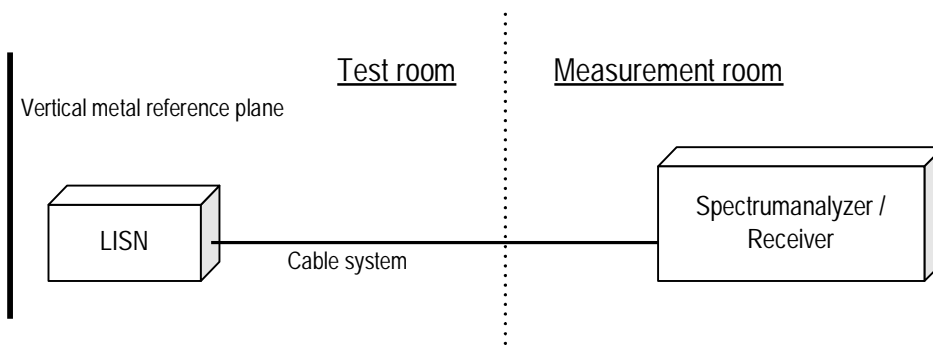 Test room
Measurement room
Vertical metal reference plane
LISN
Cable system
Spectrumanalyzer /
Receiver